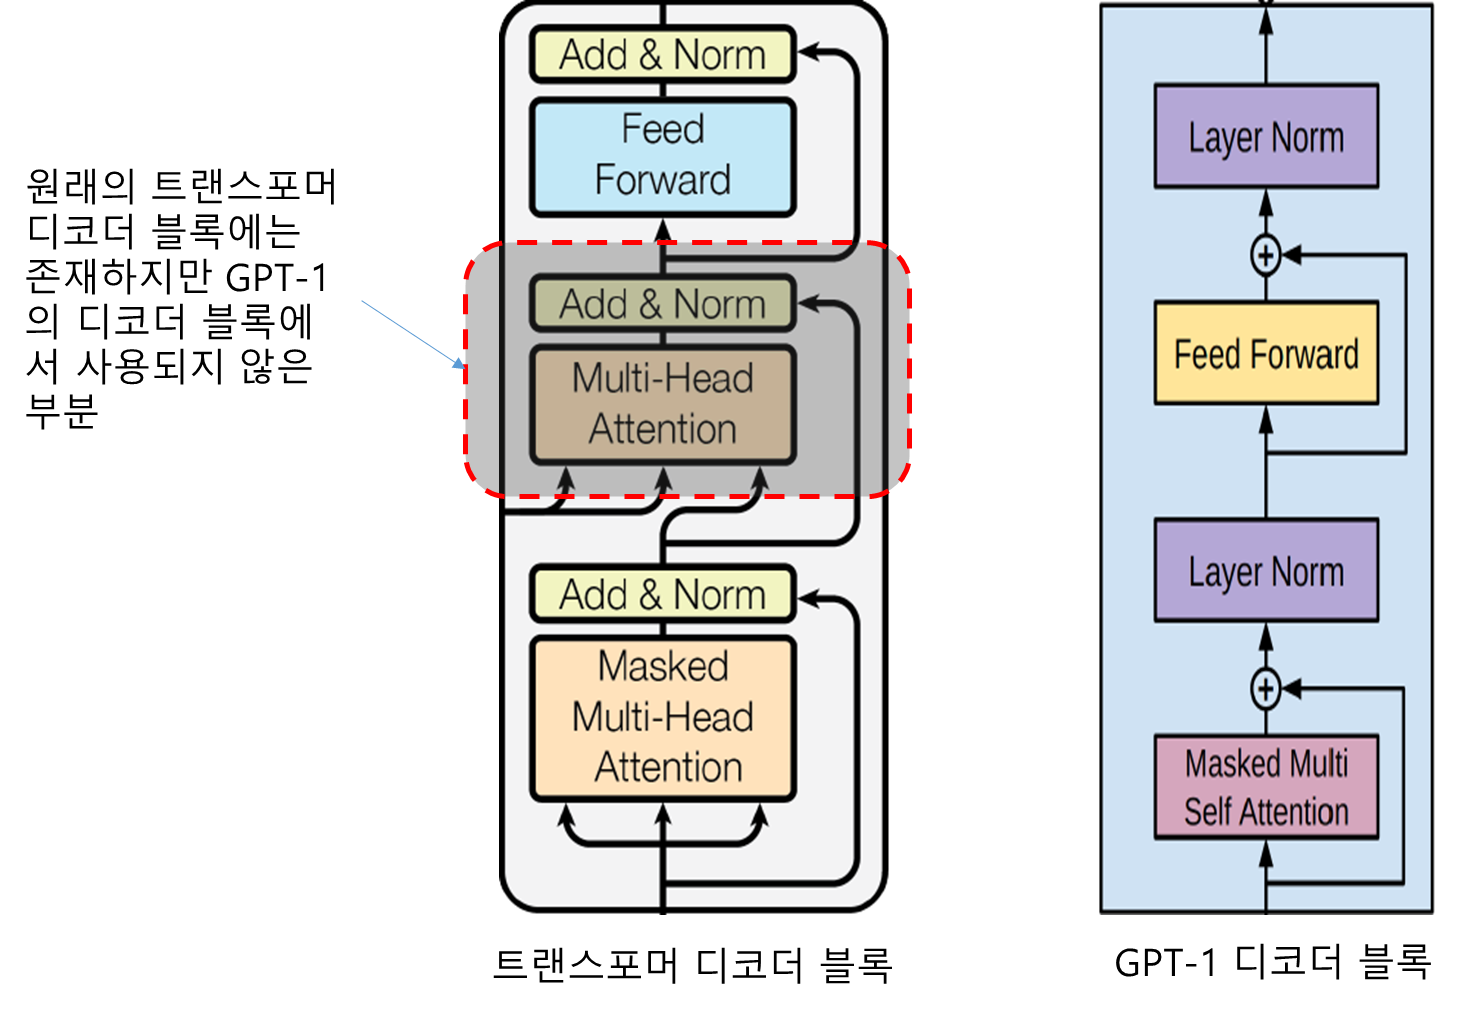 Add & Norm
Feed
Forward
Add & Norm
Multi-Head
Attention
Add & Norm
Masked
Multi-Head
Attention
원래의 트랜스포머
디코더 블록에는
존재하지만 GPT-1
의 디코더 블록에
서 사용되지 않은
부분
Layer Norm
Feed Forward
Layer Norm
Masked Multi
Self Attention
트랜스포머 디코더 블록
GPT-1 디코더 블록